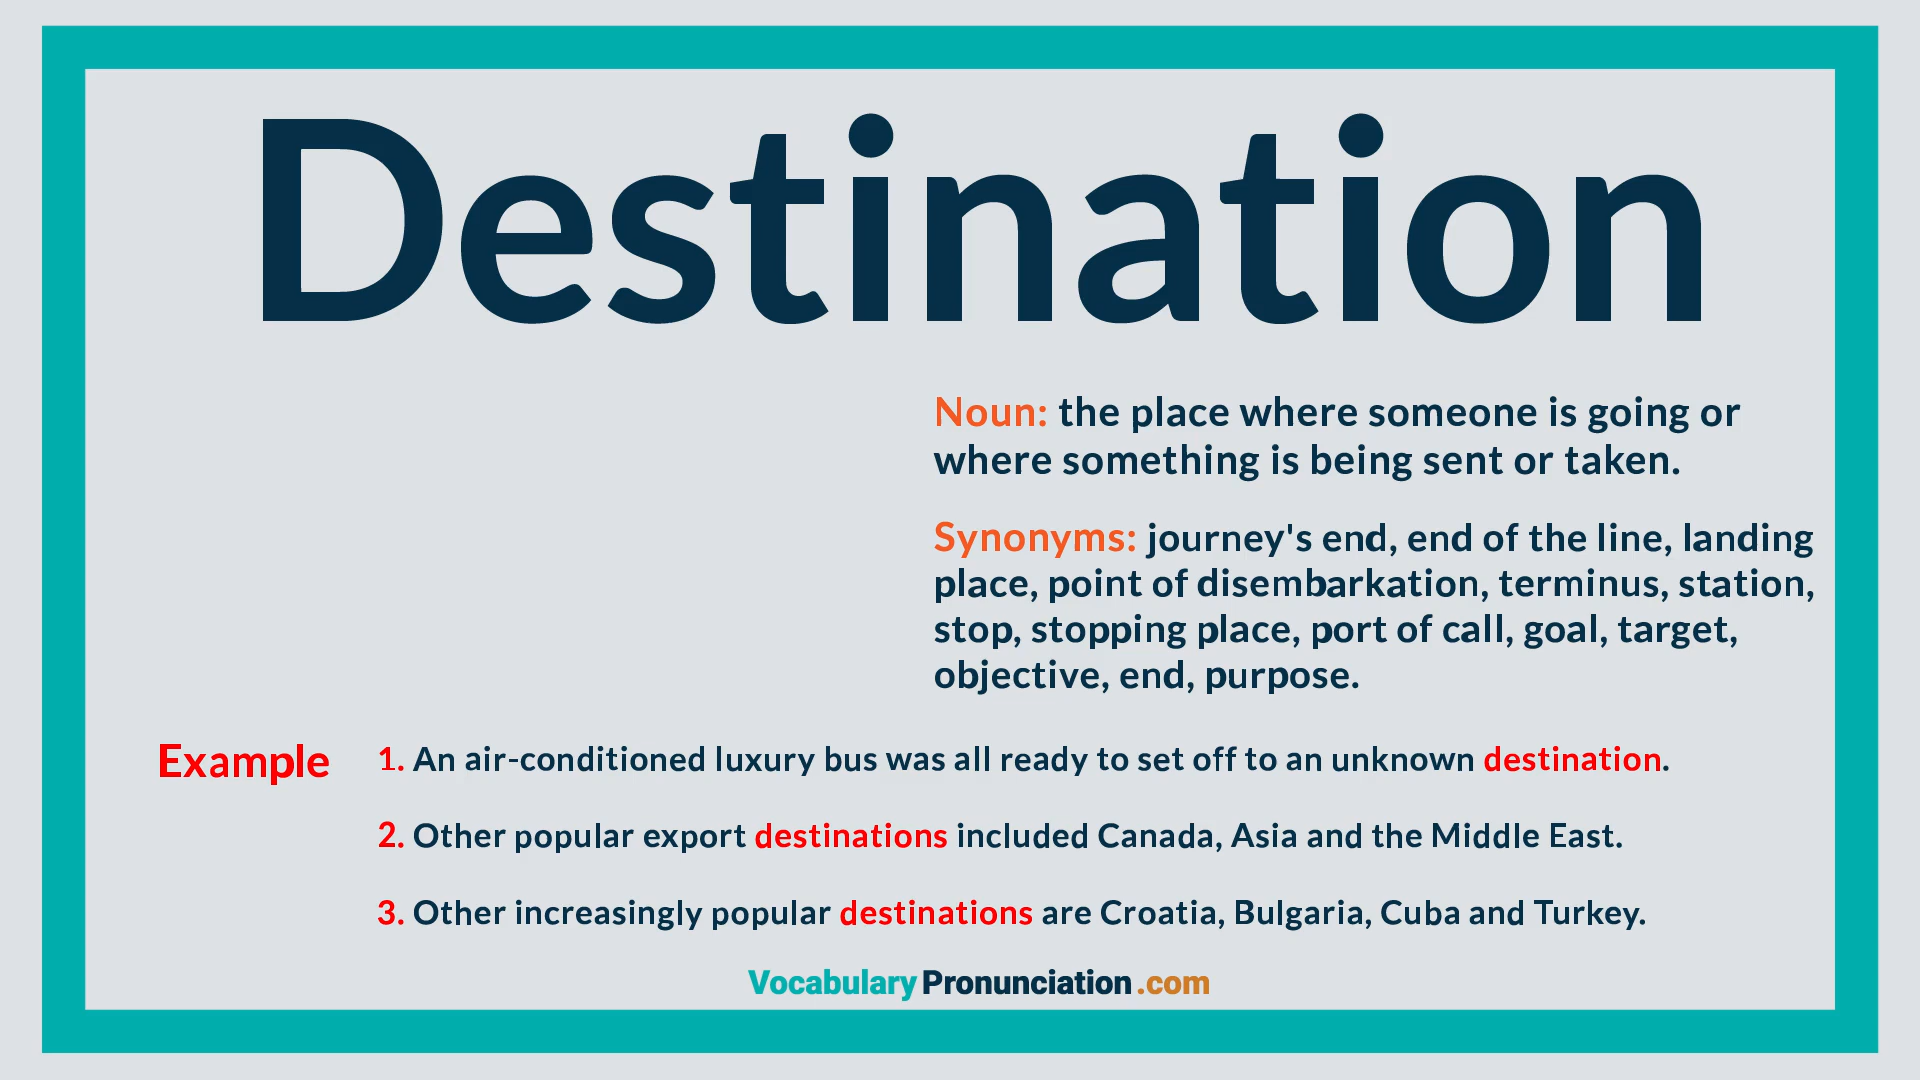 Destination
Noun: the place where someone is going or
where something is being sent or taken.
Synonyms: journey's end, end of the line, landing
place, point of disembarkation, terminus, station,
stop, stopping place, port of call, goal, target,
objective, end, purpose.
Example 1. An air-conditioned luxury bus was all ready to set off to an unknown destination.
2. Other popular export destinations included Canada, Asia and the Middle East.
3. Other increasingly popular destinations are Croatia, Bulgaria, Cuba and Turkey.
Vocabulary Pronunciation .com